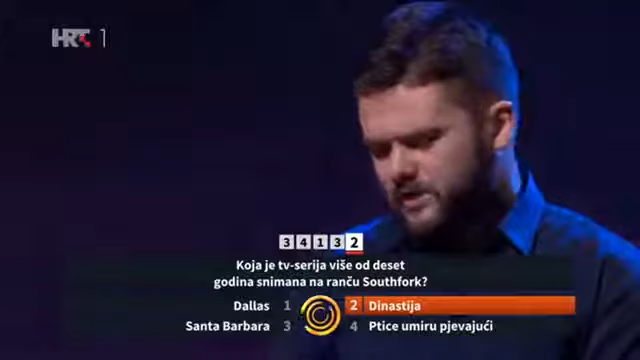 HRT 1
3 4 1 3 2
Koja je tv-serija više od deset
godina snimana na ranču Southfork?
Dallas 1
2 Dinastija
Santa Barbara 3
4 Ptice umiru pjevajući